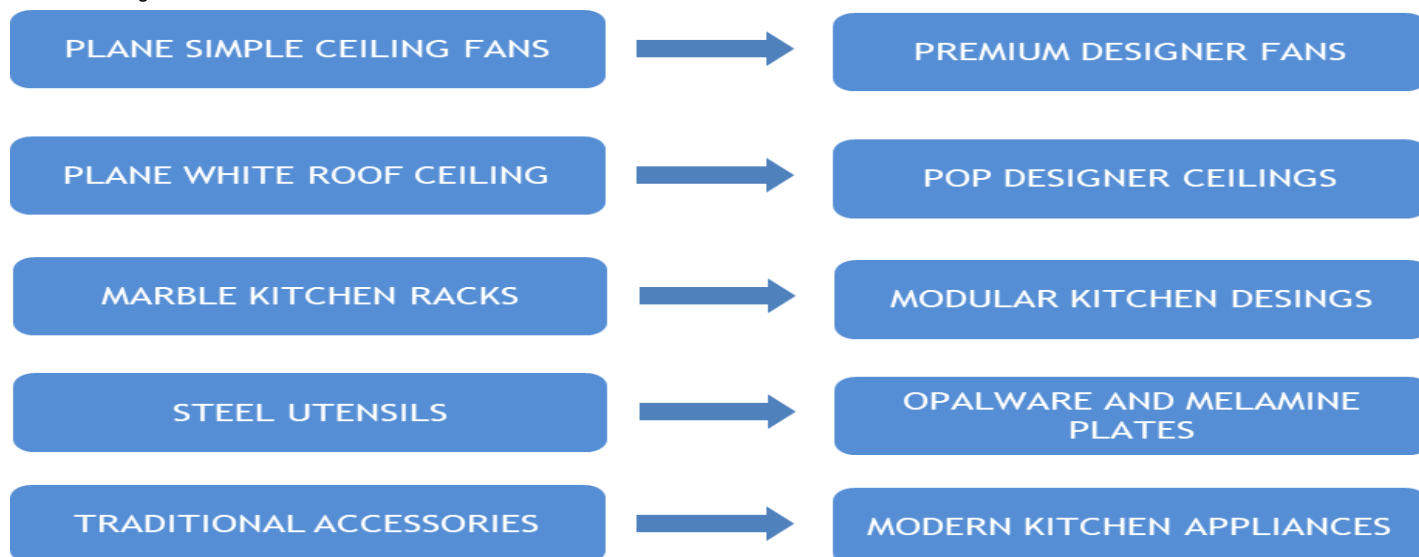 PLANE SIMPLE CEILING FANS
PREMIUM DESIGNER FANS
PLANE WHITE ROOF CEILING
POP DESIGNER CEILINGS
MARBLE KITCHEN RACKS
MODULAR KITCHEN DESINGS
STEEL UTENSILS
OPALWARE AND MELAMINE
PLATES
TRADITIONAL ACCESSORIES
MODERN KITCHEN APPLIANCES